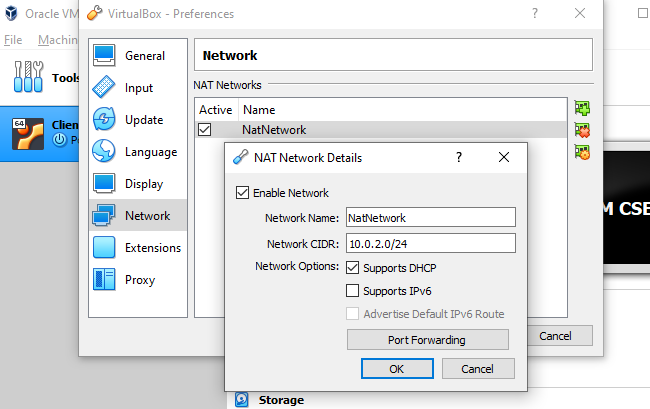 Oracle VM
VirtualBox - Preferences
File Machin
Tools
64
Clien
General
Input
Update
Language
Display
Network
Extensions
Proxy
Network
NAT Networks
Active Name
NatNetwork
NAT Network Details
Enable Network
Network Name: NatNetwork
Network CIDR: 10.0.2.0/24
Network Options: Supports DHCP
Supports IPv6
Advertise Default IPv6 Route
Port Forwarding
OK Cancel
Cancel
M CSE
Storage